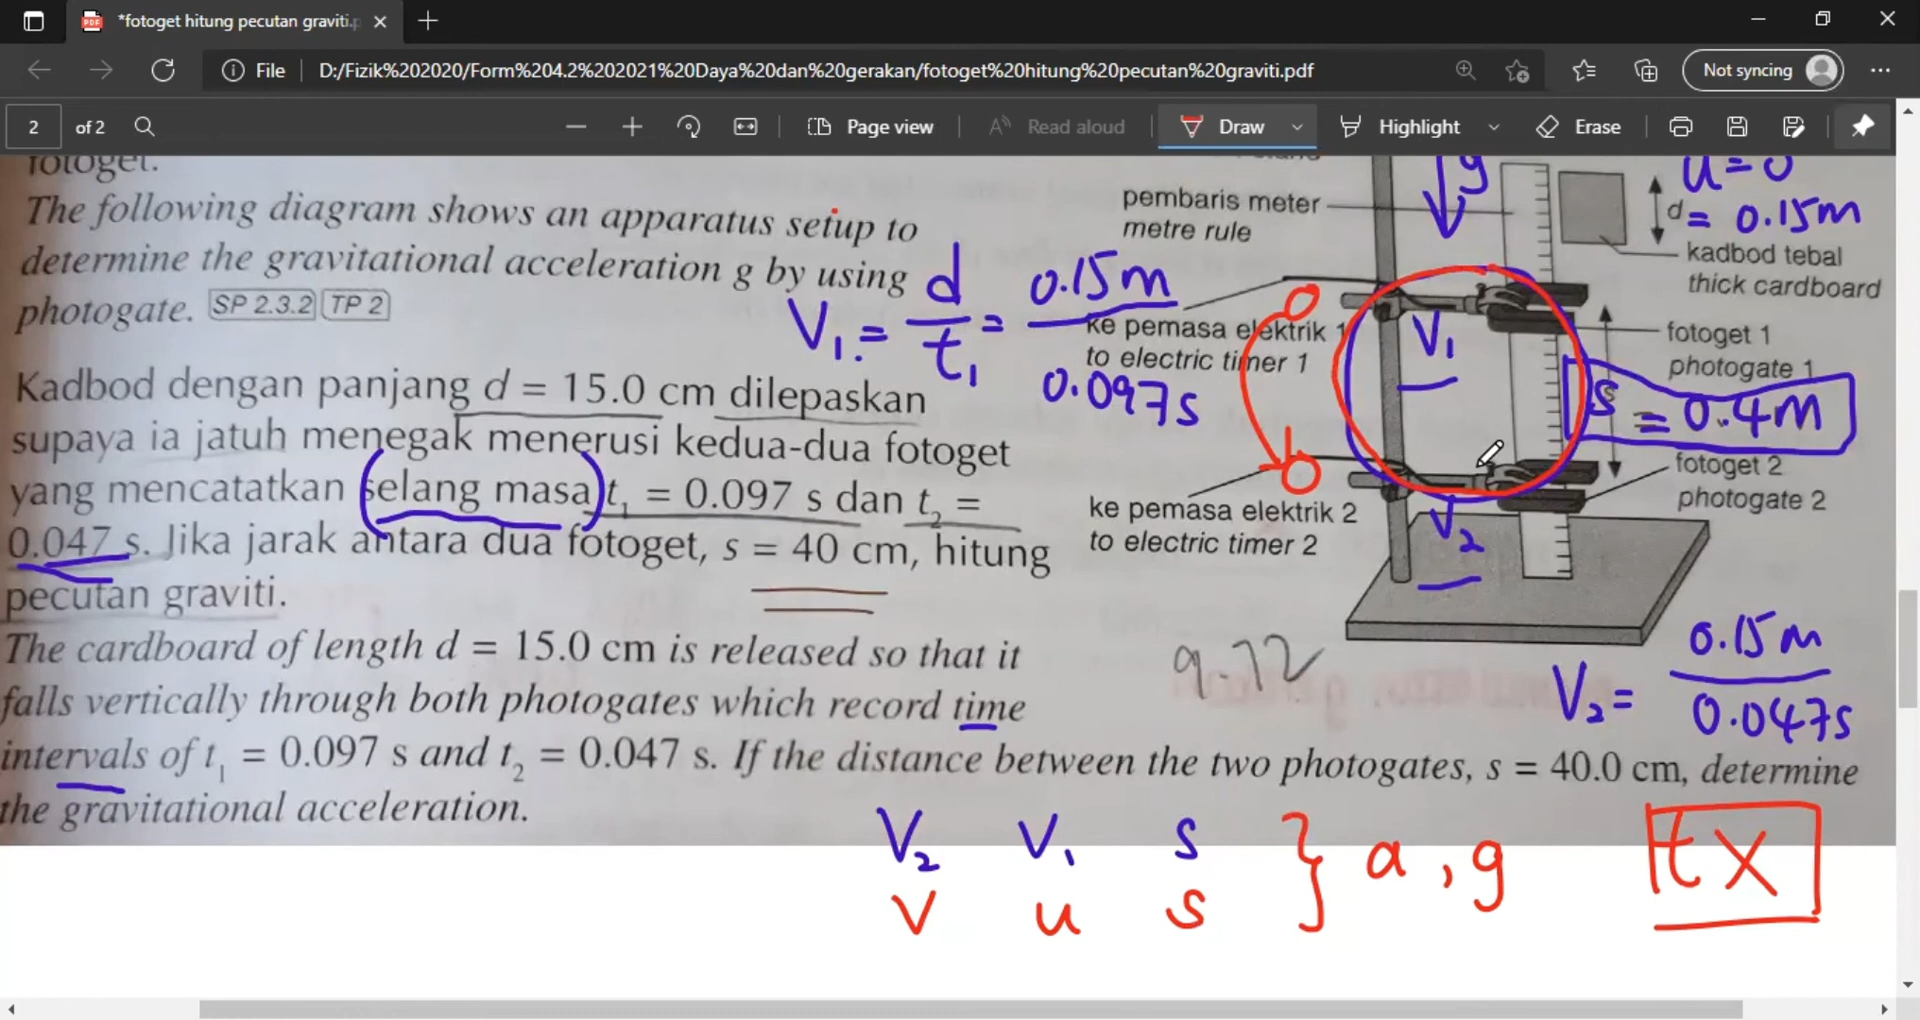 *fotoget hitung pecutan graviti.p
File
D:/Fizik%202020/Form%204.2%202021%20Daya%20dan%20gerakan/fotoget%20hitung%20pecutan%20graviti.pdf
Not syncing
2 of 2
Page view
Read aloud
Draw
Highlight
Erase
fotoget.
The following diagram shows an apparatus setup to
determine the gravitational acceleration g by using
photogate. SP 2.3.2 TP 2
Kadbod dengan panjang d = 15.0 cm dilepaskan
supaya ia jatuh menegak menerusi kedua-dua fotoget
yang mencatatkan (selang masa) t₁ = 0.097 s dan t₂ =
0.047 s. Jika jarak antara dua fotoget, s = 40 cm, hitung
pecutan graviti.
The cardboard of length d = 15.0 cm is released so that it
falls vertically through both photogates which record time
intervals of t₁ = 0.097 s and t₂ = 0.047 s. If the distance between the two photogates, s = 40.0 cm, determine
the gravitational acceleration.
V₁ = d/t₁ = 0.15m/0.097s
pembaris meter
metre rule
g
u = 0
d = 0.15m
kadbod tebal
thick cardboard
ke pemasa elektrik 1
to electric timer 1
V₁
fotoget 1
photogate 1
s = 0.4m
fotoget 2
photogate 2
ke pemasa elektrik 2
to electric timer 2
V₂
9.72
V₂ = 0.15m/0.047s
V₂ V₁ s } a, g
V u s
t X